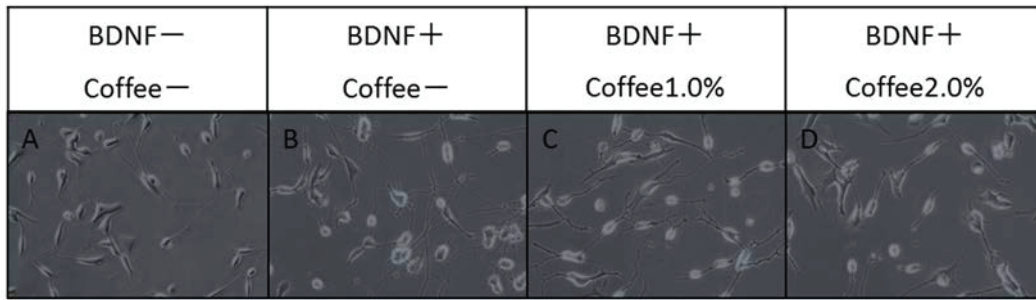 BDNF－
BDNF＋
BDNF＋
BDNF＋
Coffee－
Coffee－
Coffee1.0%
Coffee2.0%
A
B
C
D